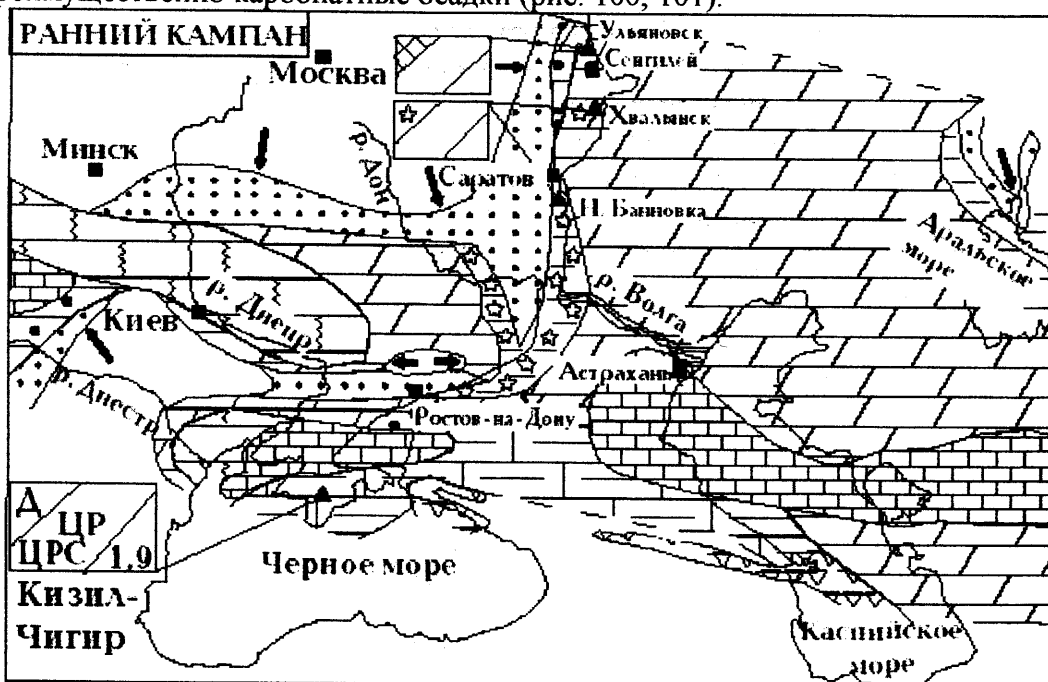 РАННИЙ КАМПАН
Москва
Ульяновск
Сенгилей
Хвалынск
Минск
р. Дон
Саратов
Н. Банновка
Аральское
море
р. Волга
р. Днепр
Киев
Астрахань
р. Днестр
Ростов-на-Дону
Д
ЦР
ЦРС 1,9
Черное море
Кизил-
Чигир
Каспийское
море